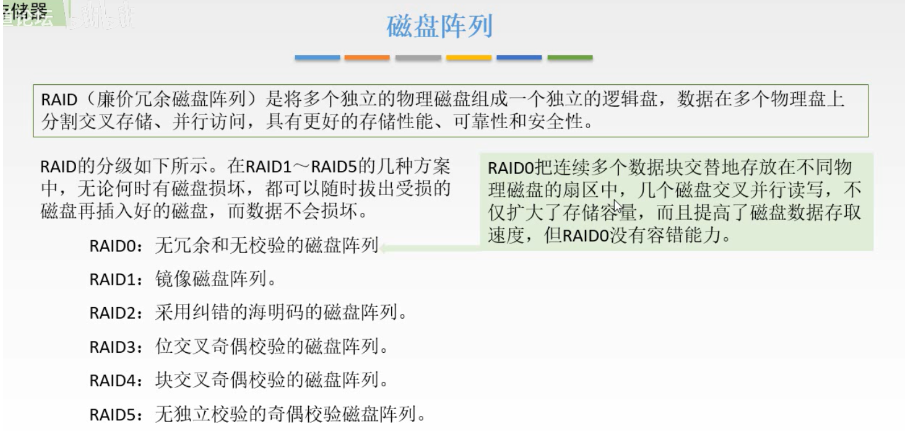 存储器
磁盘阵列
RAID（廉价冗余磁盘阵列）是将多个独立的物理磁盘组成一个独立的逻辑盘，数据在多个物理盘上
分割交叉存储、并行访问，具有更好的存储性能、可靠性和安全性。
RAID的分级如下所示。在RAID1～RAID5的几种方案
中，无论何时有磁盘损坏，都可以随时拔出受损的
磁盘再插入好的磁盘，而数据不会损坏。
RAID0：无冗余和无校验的磁盘阵列
RAID1：镜像磁盘阵列。
RAID2：采用纠错的海明码的磁盘阵列。
RAID3：位交叉奇偶校验的磁盘阵列。
RAID4：块交叉奇偶校验的磁盘阵列。
RAID5：无独立校验的奇偶校验磁盘阵列。
RAID0把连续多个数据块交替地存放在不同物
理磁盘的扇区中，几个磁盘交叉并行读写，不
仅扩大了存储容量，而且提高了磁盘数据存取
速度，但RAID0没有容错能力。